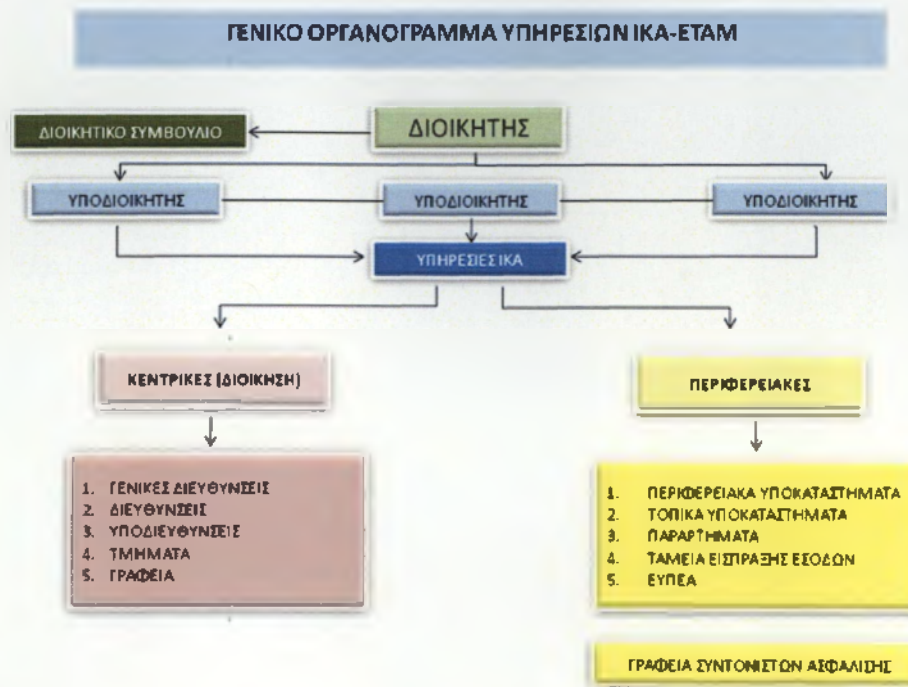 ΓΕΝΙΚΟ ΟΡΓΑΝΟΓΡΑΜΜΑ ΥΠΗΡΕΣΙΩΝ ΙΚΑ-ΕΤΑΜ
ΔΙΟΙΚΗΤΙΚΟ ΣΥΜΒΟΥΛΙΟ
ΔΙΟΙΚΗΤΗΣ
ΥΠΟΔΙΟΙΚΗΤΗΣ
ΥΠΟΔΙΟΙΚΗΤΗΣ
ΥΠΟΔΙΟΙΚΗΤΗΣ
ΥΠΗΡΕΣΙΕΣ ΙΚΑ
ΚΕΝΤΡΙΚΕΣ (ΔΙΟΙΚΗΣΗ)
1. ΓΕΝΙΚΕΣ ΔΙΕΥΘΥΝΣΕΙΣ
2. ΔΙΕΥΘΥΝΣΕΙΣ
3. ΥΠΟΔΙΕΥΘΥΝΣΕΙΣ
4. ΤΜΗΜΑΤΑ
5. ΓΡΑΦΕΙΑ
ΠΕΡΙΦΕΡΕΙΑΚΕΣ
1. ΠΕΡΙΦΕΡΕΙΑΚΑ ΥΠΟΚΑΤΑΣΤΗΜΑΤΑ
2. ΤΟΠΙΚΑ ΥΠΟΚΑΤΑΣΤΗΜΑΤΑ
3. ΠΑΡΑΡΤΗΜΑΤΑ
4. ΤΑΜΕΙΑ ΕΙΣΠΡΑΞΗΣ ΕΣΟΔΩΝ
5. ΕΥΠΕΑ
ΓΡΑΦΕΙΑ ΣΥΝΤΟΝΙΣΤΩΝ ΑΣΦΑΛΙΣΗΣ